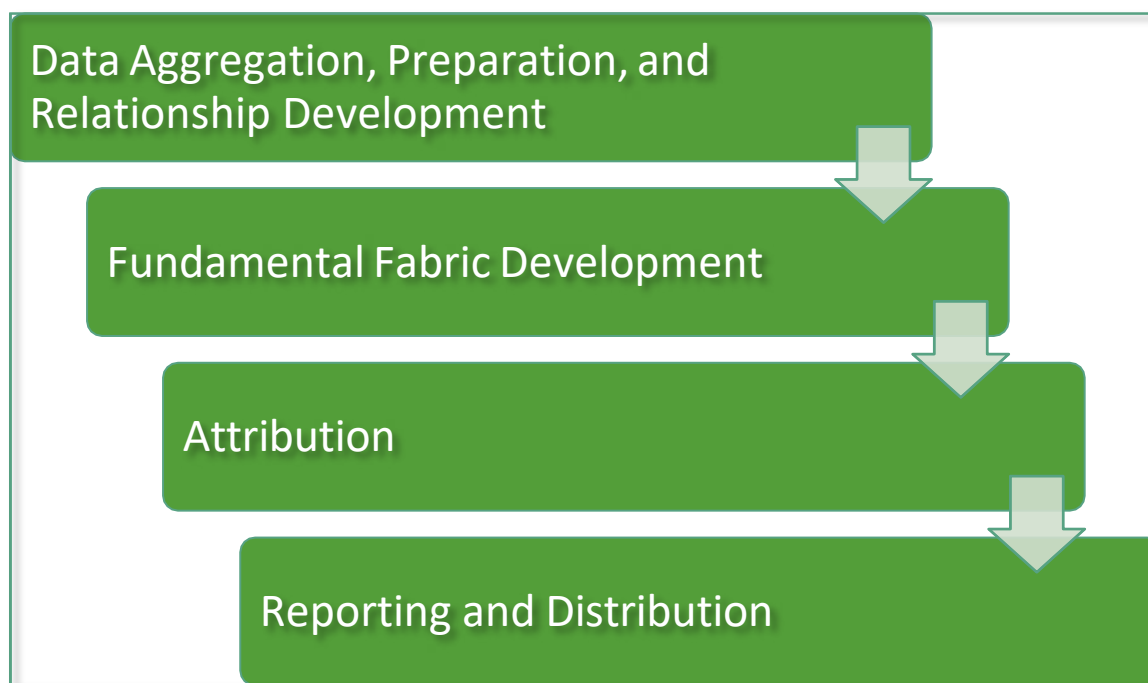 Data Aggregation, Preparation, and
Relationship Development
Fundamental Fabric Development
Attribution
Reporting and Distribution